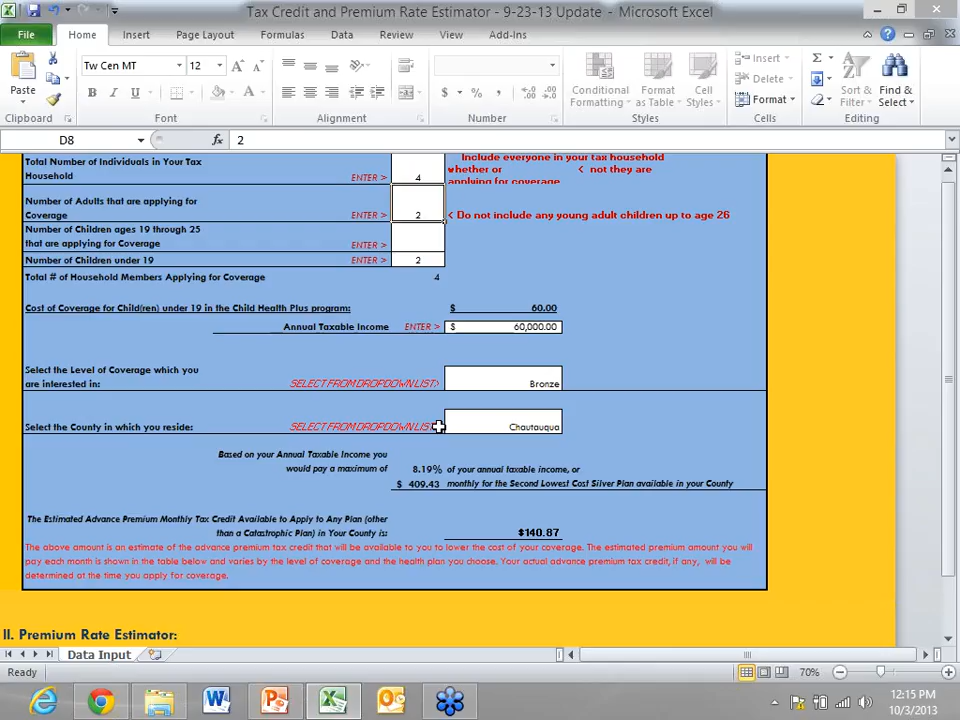 Tax Credit and Premium Rate Estimator - 9-23-13 Update - Microsoft Excel
File Home Insert Page Layout Formulas Data Review View Add-Ins
Paste
Tw Cen MT 12 A A
B I U A
$ % , .0 .00 .00 .0
Conditional Formatting
Format as Table
Cell Styles
Insert
Delete
Format
Σ
Sort & Filter
Find & Select
Clipboard Font Alignment Number Styles Cells Editing
D8 fx 2
Total Number of Individuals in Your Tax Household ENTER > 4
Include everyone in your tax household
whether or < not they are
applying for coverage
Number of Adults that are applying for
Coverage ENTER > 2 < Do not include any young adult children up to age 26
Number of Children ages 19 through 25
that are applying for Coverage ENTER >
Number of Children under 19 ENTER > 2
Total # of Household Members Applying for Coverage 4
Cost of Coverage for Child(ren) under 19 in the Child Health Plus program: $ 60.00
Annual Taxable Income ENTER > $ 60,000.00
Select the Level of Coverage which you
are interested in: SELECT FROM DROPDOWN LIST> Bronze
Select the County in which you reside: SELECT FROM DROPDOWN LIST Chautauqua
Based on your Annual Taxable Income you
would pay a maximum of 8.19% of your annual taxable income, or
$ 409.43 monthly for the Second Lowest Cost Silver Plan available in your County
The Estimated Advance Premium Monthly Tax Credit Available to Apply to Any Plan (other
than a Catastrophic Plan) in Your County is: $140.87
The above amount is an estimate of the advance premium tax credit that will be available to you to lower the cost of your coverage. The estimated premium amount you will
pay each month is shown in the table below and varies by the level of coverage and the health plan you choose. Your actual advance premium tax credit, if any, will be
determined at the time you apply for coverage.
II. Premium Rate Estimator:
Data Input
Ready 70%
12:15 PM
10/3/2013